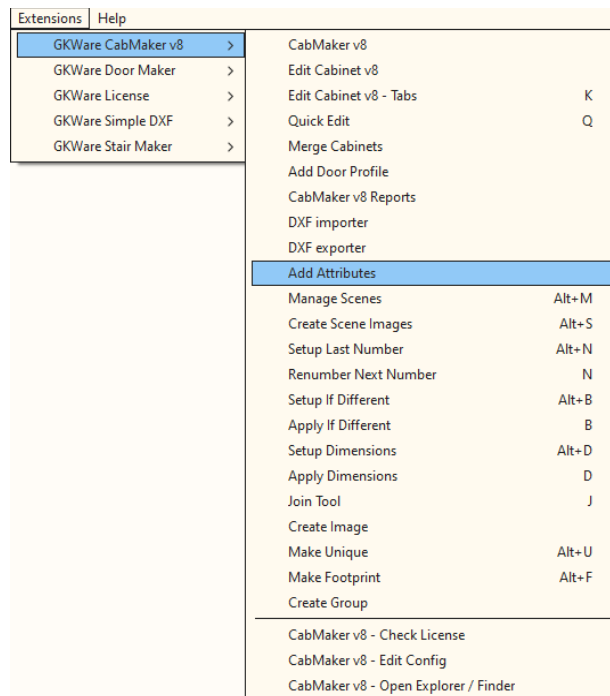 Extensions Help
GKWare CabMaker v8 >
GKWare Door Maker >
GKWare License >
GKWare Simple DXF >
GKWare Stair Maker >
CabMaker v8
Edit Cabinet v8
Edit Cabinet v8 - Tabs K
Quick Edit Q
Merge Cabinets
Add Door Profile
CabMaker v8 Reports
DXF importer
DXF exporter
Add Attributes
Manage Scenes Alt+M
Create Scene Images Alt+S
Setup Last Number Alt+N
Renumber Next Number N
Setup If Different Alt+B
Apply If Different B
Setup Dimensions Alt+D
Apply Dimensions D
Join Tool J
Create Image
Make Unique Alt+U
Make Footprint Alt+F
Create Group
CabMaker v8 - Check License
CabMaker v8 - Edit Config
CabMaker v8 - Open Explorer / Finder